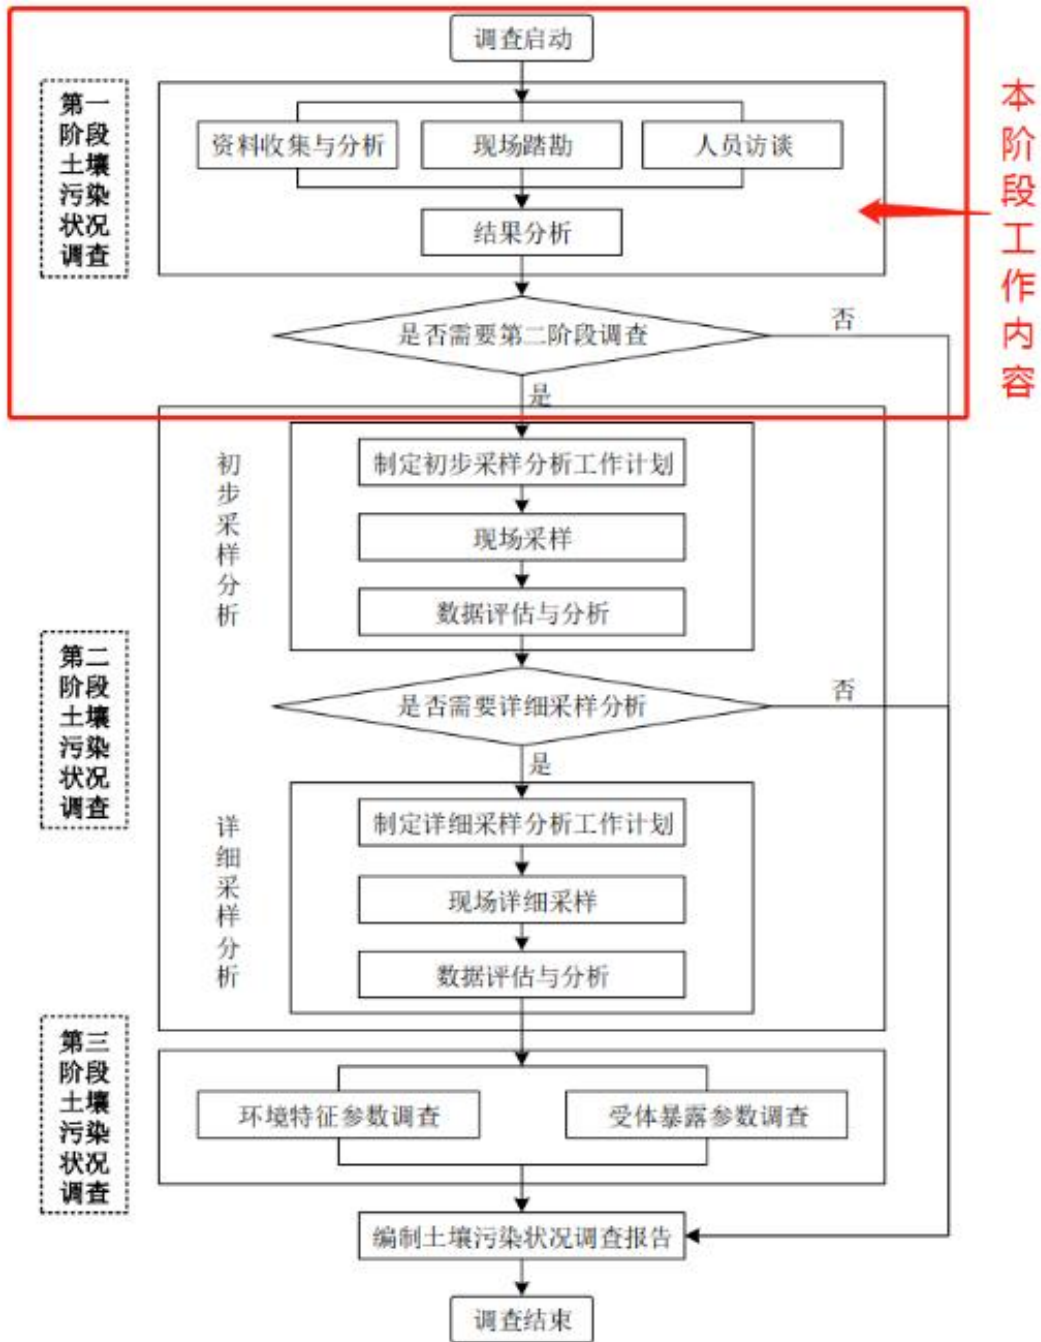 调查启动
第一
阶段
土壤
污染
状况
调查
资料收集与分析
现场踏勘
人员访谈
结果分析
本
阶
段
工
作
内
容
是否需要第二阶段调查
否
是
第二
阶段
土壤
污染
状况
调查
初
步
采
样
分
析
制定初步采样分析工作计划
现场采样
数据评估与分析
是否需要详细采样分析
否
是
详
细
采
样
分
析
制定详细采样分析工作计划
现场详细采样
数据评估与分析
第三
阶段
土壤
污染
状况
调查
环境特征参数调查
受体暴露参数调查
编制土壤污染状况调查报告
调查结束